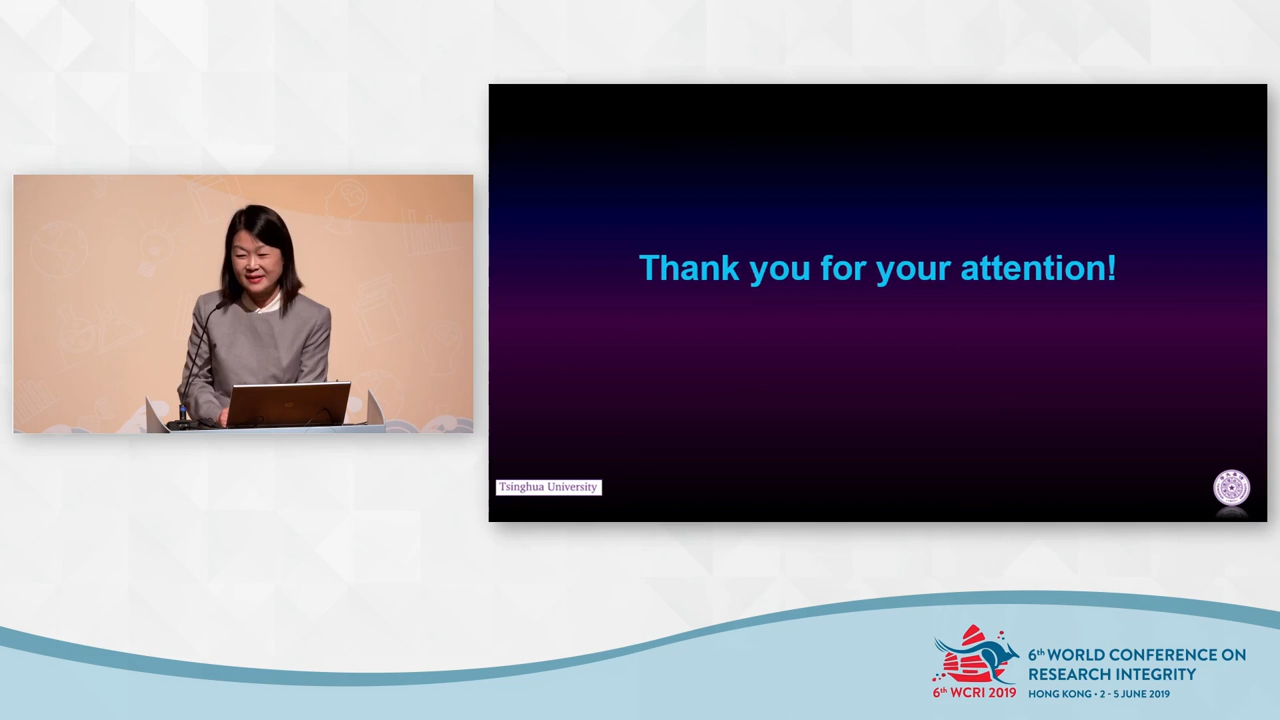 Thank you for your attention!
Tsinghua University
6th WCRI 2019
6th WORLD CONFERENCE ON
RESEARCH INTEGRITY
HONG KONG • 2 - 5 JUNE 2019